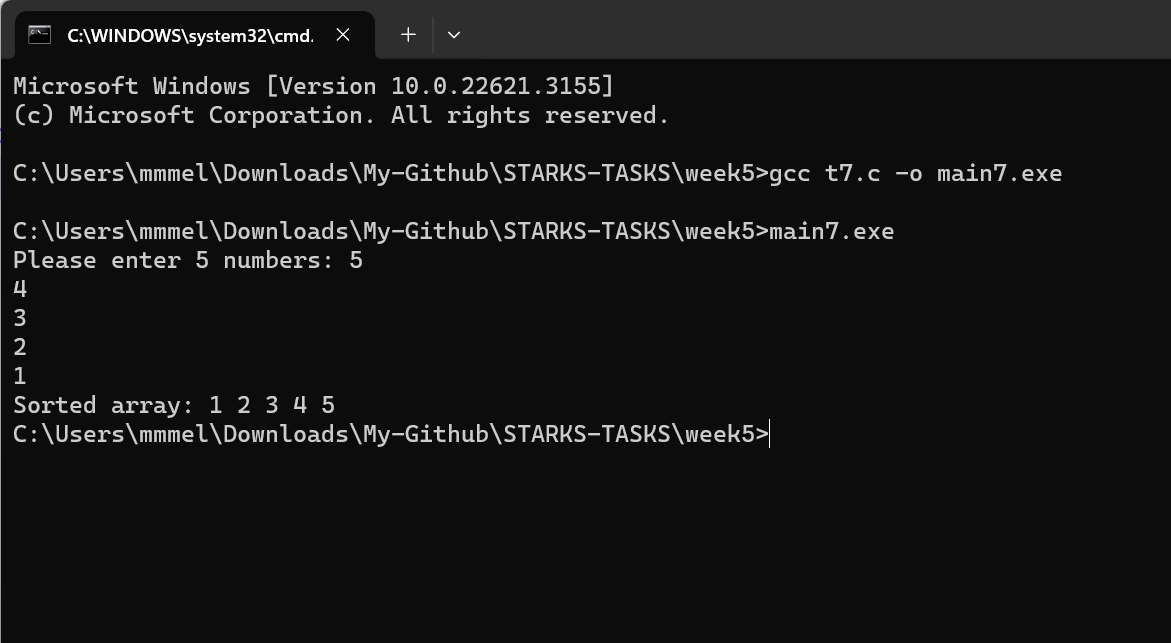 C:\WINDOWS\system32\cmd.
Microsoft Windows [Version 10.0.22621.3155]
(c) Microsoft Corporation. All rights reserved.
C:\Users\mmmel\Downloads\My-Github\STARKS-TASKS\week5>gcc t7.c -o main7.exe
C:\Users\mmmel\Downloads\My-Github\STARKS-TASKS\week5>main7.exe
Please enter 5 numbers: 5
4
3
2
1
Sorted array: 1 2 3 4 5
C:\Users\mmmel\Downloads\My-Github\STARKS-TASKS\week5>